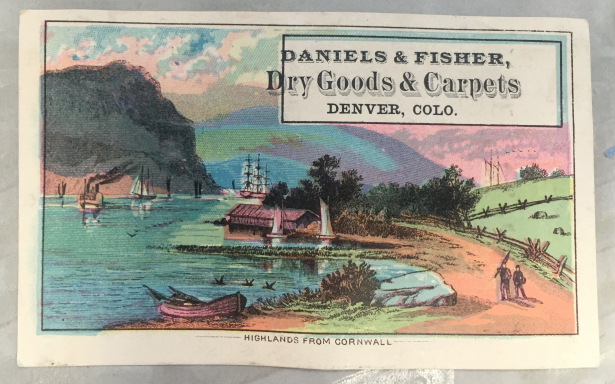 DANIELS & FISHER,
Dry Goods & Carpets
DENVER, COLO.
HIGHLANDS FROM CORNWALL